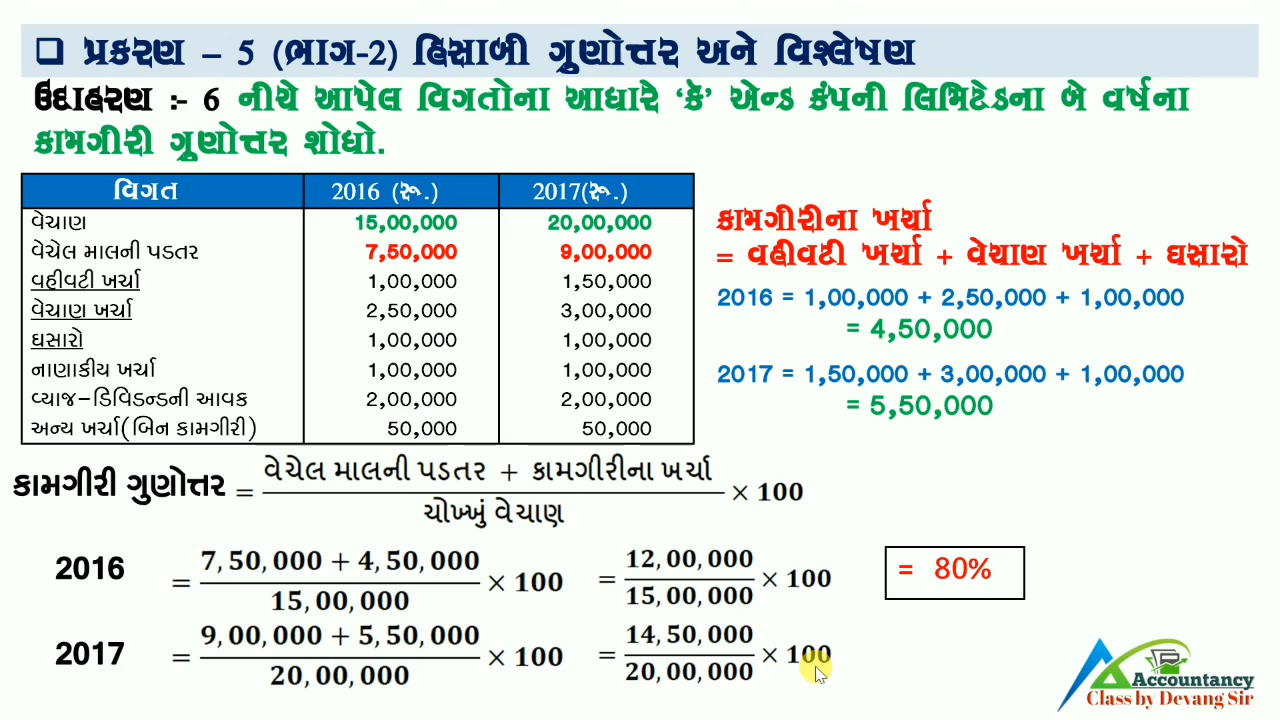 ❑ પ્રકરણ – 5 (ભાગ-2) હિસાબી ગુણોત્તર અને વિશ્લેષણ
ઉદાહરણ :- 6 નીચે આપેલ વિગતોના આધારે ‘કે’ એન્ડ કંપની લિમિટેડના બે વર્ષના
કામગીરી ગુણોત્તર શોધો.
વિગત 2016 (રૂ.) 2017(રૂ.)
વેચાણ 15,00,000 20,00,000
વેચેલ માલની પડતર 7,50,000 9,00,000
વહીવટી ખર્ચા 1,00,000 1,50,000
વેચાણ ખર્ચા 2,50,000 3,00,000
ઘસારો 1,00,000 1,00,000
નાણાકીય ખર્ચા 1,00,000 1,00,000
વ્યાજ-ડિવિડન્ડની આવક 2,00,000 2,00,000
અન્ય ખર્ચા(બિન કામગીરી) 50,000 50,000
કામગીરીના ખર્ચા
= વહીવટી ખર્ચા + વેચાણ ખર્ચા + ઘસારો
2016 = 1,00,000 + 2,50,000 + 1,00,000
= 4,50,000
2017 = 1,50,000 + 3,00,000 + 1,00,000
= 5,50,000
વેચેલ માલની પડતર + કામગીરીના ખર્ચા
કામગીરી ગુણોત્તર = × 100
ચોખ્ખું વેચાણ
7,50,000 + 4,50,000 12,00,000
2016 = × 100 = × 100 = 80%
15,00,000 15,00,000
9,00,000 + 5,50,000 14,50,000
2017 = × 100 = × 100
20,00,000 20,00,000
Accountancy
Class by Devang Sir